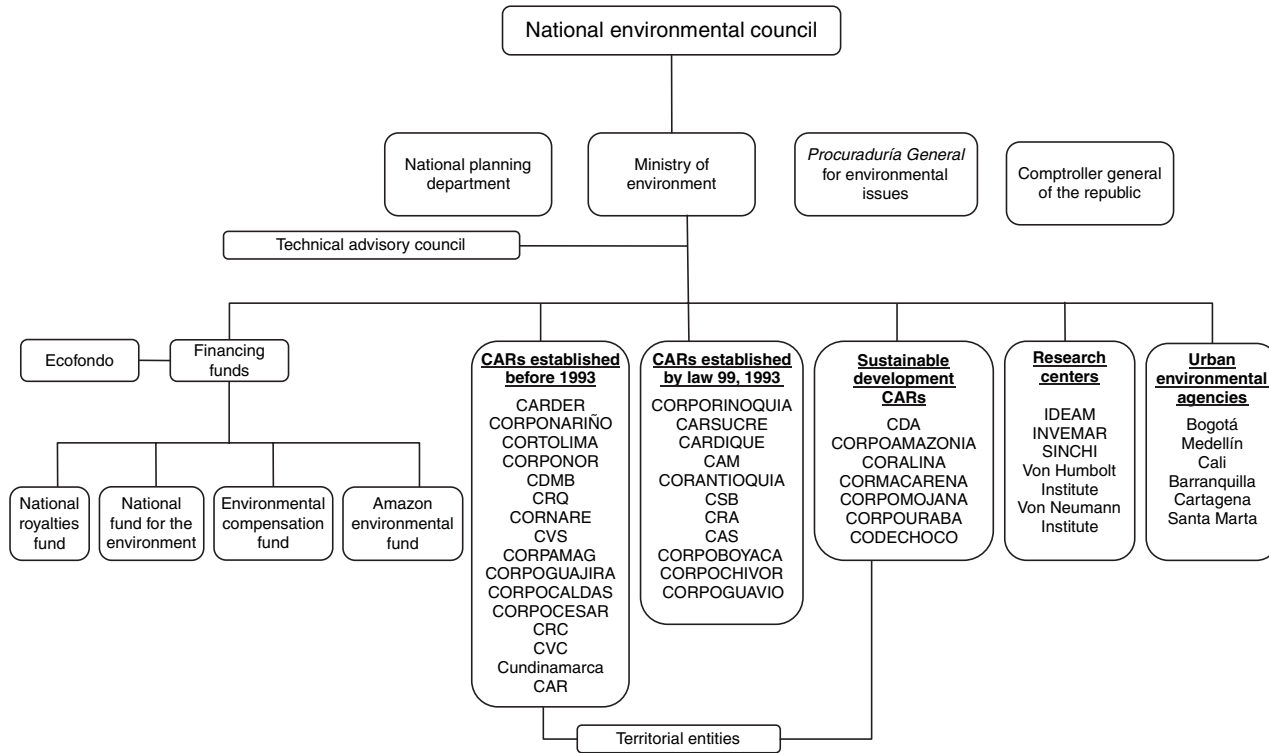 National environmental council
National planning
department
Ministry of
environment
Procuraduría General
for environmental
issues
Comptroller general
of the republic
Technical advisory council
Ecofondo
Financing
funds
National
royalties
fund
National
fund for the
environment
Environmental
compensation
fund
Amazon
environmental
fund
CARs established
before 1993
CARDER
CORPONARIÑO
CORTOLIMA
CORPONOR
CDMB
CRQ
CORNARE
CVS
CORPAMAG
CORPOGUAJIRA
CORPOCALDAS
CORPOCESAR
CRC
CVC
Cundinamarca
CAR
CARs established
by law 99, 1993
CORPORINOQUIA
CARSUCRE
CARDIQUE
CAM
CORANTIOQUIA
CSB
CRA
CAS
CORPOBOYACA
CORPOCHIVOR
CORPOGUAVIO
Sustainable
development
CARs
CDA
CORPOAMAZONIA
CORALINA
CORMACARENA
CORPOMOJANA
CORPOURABA
CODECHOCO
Research
centers
IDEAM
INVEMAR
SINCHI
Von Humbolt
Institute
Von Neumann
Institute
Urban
environmental
agencies
Bogotá
Medellín
Cali
Barranquilla
Cartagena
Santa Marta
Territorial entities